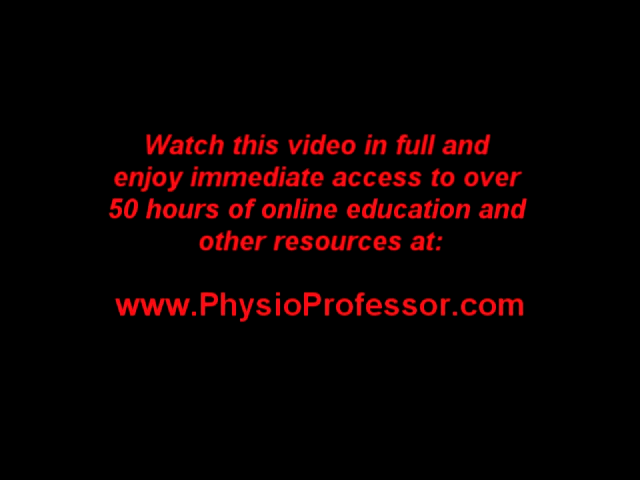 Watch this video in full and
enjoy immediate access to over
50 hours of online education and
other resources at:
www.PhysioProfessor.com